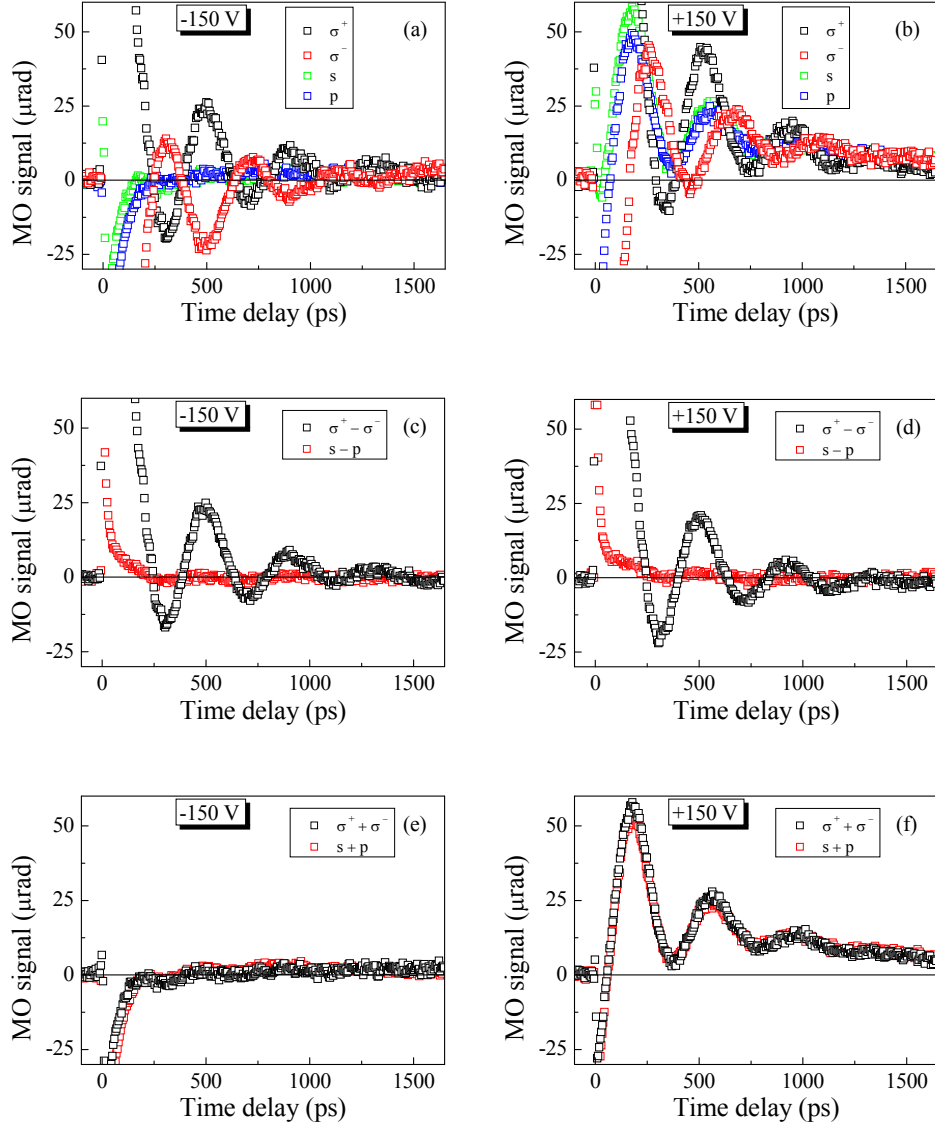 -150 V
(a)
σ⁺
σ⁻
s
p
MO signal (μrad)
50
25
0
-25
0 500 1000 1500
Time delay (ps)
+150 V
(b)
σ⁺
σ⁻
s
p
MO signal (μrad)
50
25
0
-25
0 500 1000 1500
Time delay (ps)
-150 V
(c)
σ⁺ − σ⁻
s − p
MO signal (μrad)
50
25
0
-25
0 500 1000 1500
Time delay (ps)
+150 V
(d)
σ⁺ − σ⁻
s − p
MO signal (μrad)
50
25
0
-25
0 500 1000 1500
Time delay (ps)
-150 V
(e)
σ⁺ + σ⁻
s + p
MO signal (μrad)
50
25
0
-25
0 500 1000 1500
Time delay (ps)
+150 V
(f)
σ⁺ + σ⁻
s + p
MO signal (μrad)
50
25
0
-25
0 500 1000 1500
Time delay (ps)